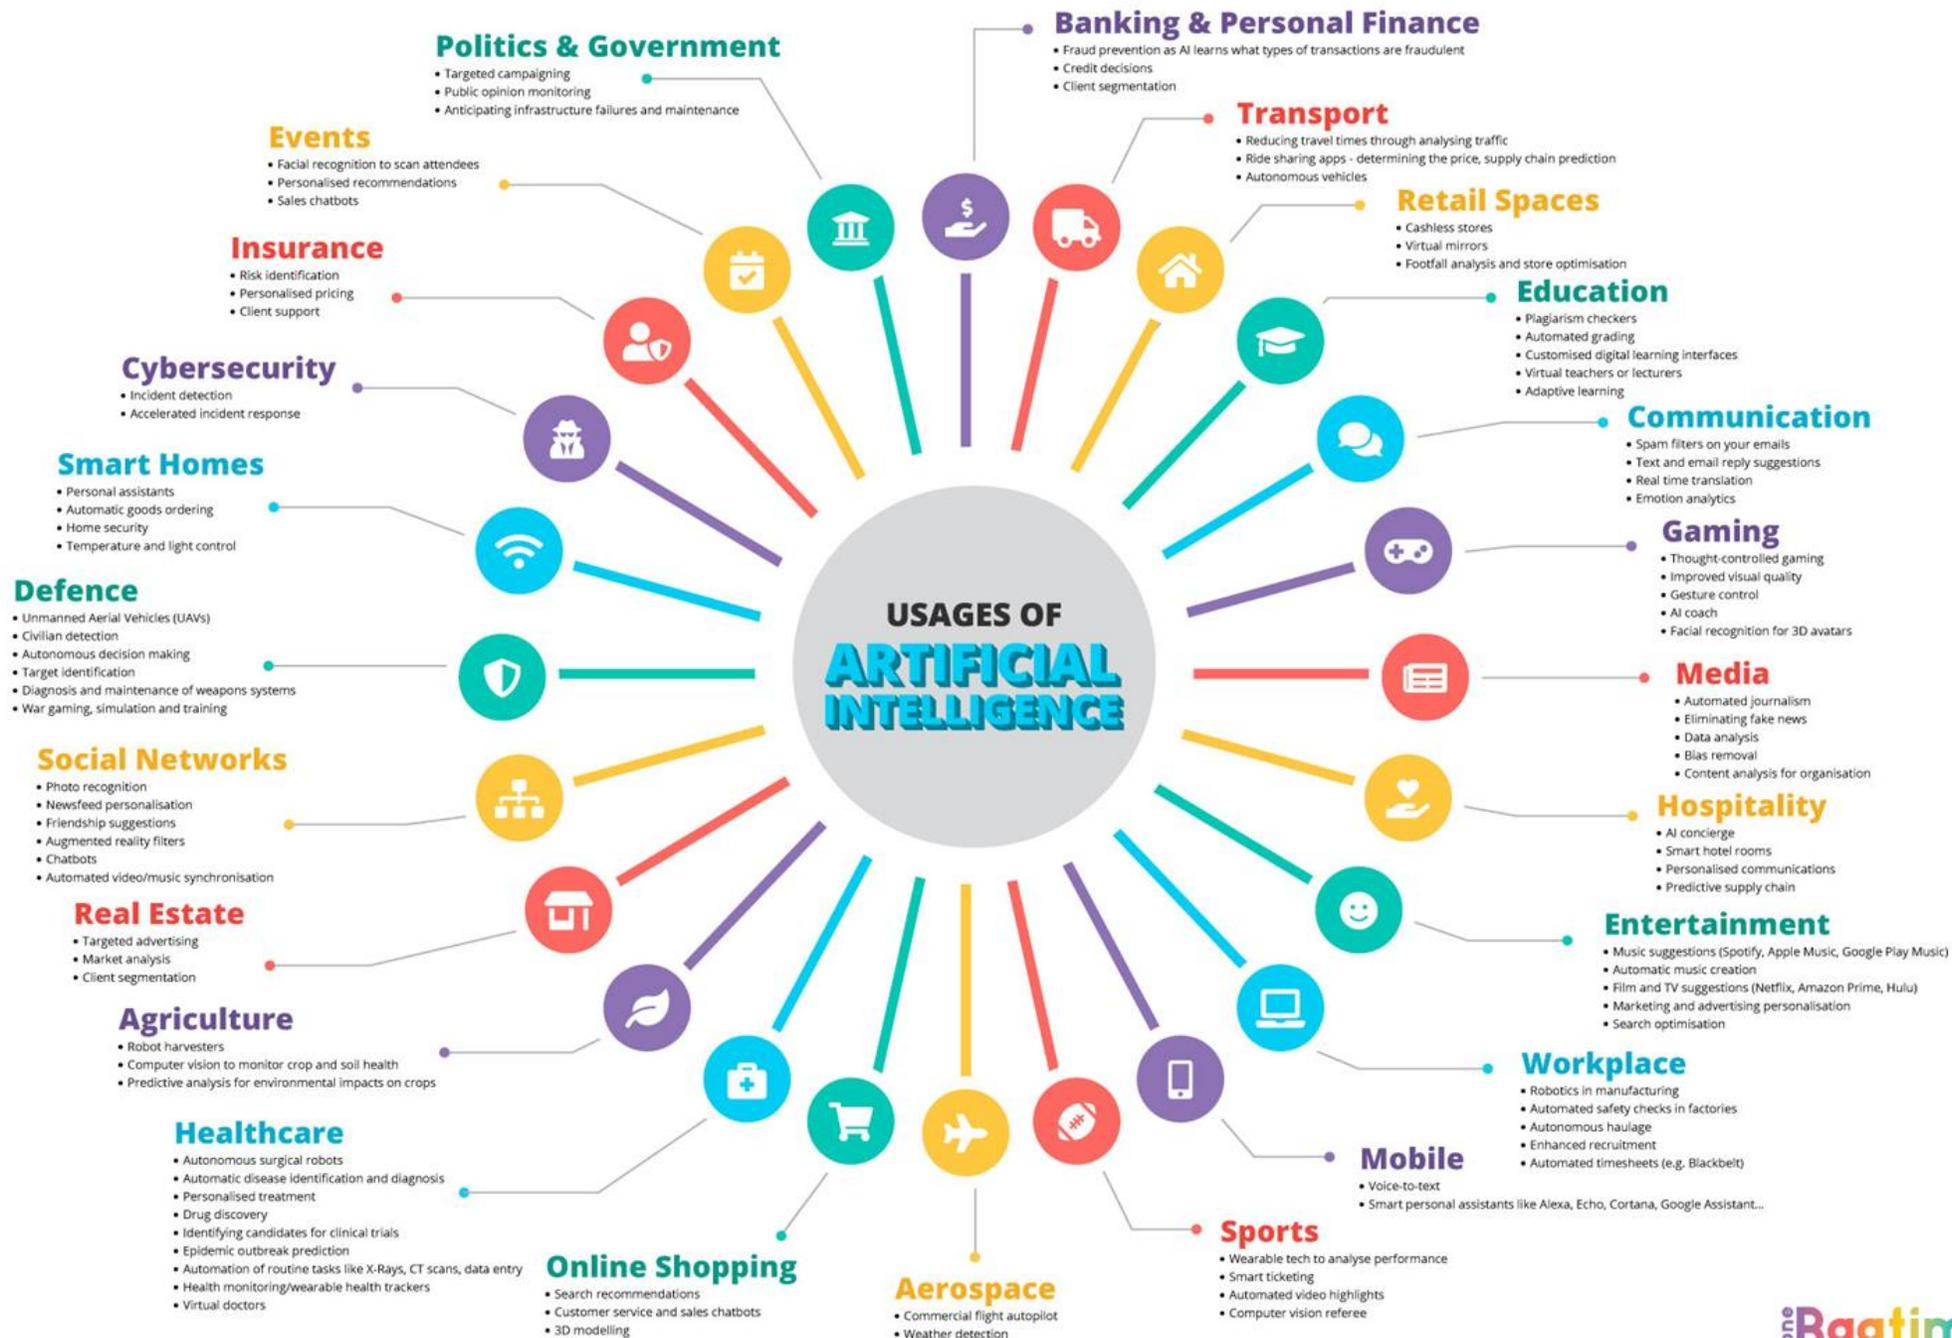 Banking & Personal Finance
• Fraud prevention as AI learns what types of transactions are fraudulent
• Credit decisions
• Client segmentation
Transport
• Reducing travel times through analysing traffic
• Ride sharing apps - determining the price, supply chain prediction
• Autonomous vehicles
Retail Spaces
• Cashless stores
• Virtual mirrors
• Footfall analysis and store optimisation
Education
• Plagiarism checkers
• Automated grading
• Customised digital learning interfaces
• Virtual teachers or lecturers
• Adaptive learning
Communication
• Spam filters on your emails
• Text and email reply suggestions
• Real time translation
• Emotion analytics
Gaming
• Thought-controlled gaming
• Improved visual quality
• Gesture control
• AI coach
• Facial recognition for 3D avatars
Media
• Automated journalism
• Eliminating fake news
• Data analysis
• Bias removal
• Content analysis for organisation
Hospitality
• AI concierge
• Smart hotel rooms
• Personalised communications
• Predictive supply chain
Entertainment
• Music suggestions (Spotify, Apple Music, Google Play Music)
• Automatic music creation
• Film and TV suggestions (Netflix, Amazon Prime, Hulu)
• Marketing and advertising personalisation
• Search optimisation
Workplace
• Robotics in manufacturing
• Automated safety checks in factories
• Autonomous haulage
• Enhanced recruitment
• Automated timesheets (e.g. Blackbelt)
Mobile
• Voice-to-text
• Smart personal assistants like Alexa, Echo, Cortana, Google Assistant...
Sports
• Wearable tech to analyse performance
• Smart ticketing
• Automated video highlights
• Computer vision referee
Aerospace
• Commercial flight autopilot
• Weather detection
Online Shopping
• Search recommendations
• Customer service and sales chatbots
• 3D modelling
Healthcare
• Autonomous surgical robots
• Automatic disease identification and diagnosis
• Personalised treatment
• Drug discovery
• Identifying candidates for clinical trials
• Epidemic outbreak prediction
• Automation of routine tasks like X-Rays, CT scans, data entry
• Health monitoring/wearable health trackers
• Virtual doctors
Agriculture
• Robot harvesters
• Computer vision to monitor crop and soil health
• Predictive analysis for environmental impacts on crops
Real Estate
• Targeted advertising
• Market analysis
• Client segmentation
Social Networks
• Photo recognition
• Newsfeed personalisation
• Friendship suggestions
• Augmented reality filters
• Chatbots
• Automated video/music synchronisation
Defence
• Unmanned Aerial Vehicles (UAVs)
• Civilian detection
• Autonomous decision making
• Target identification
• Diagnosis and maintenance of weapons systems
• War gaming, simulation and training
Smart Homes
• Personal assistants
• Automatic goods ordering
• Home security
• Temperature and light control
Cybersecurity
• Incident detection
• Accelerated incident response
Insurance
• Risk identification
• Personalised pricing
• Client support
Events
• Facial recognition to scan attendees
• Personalised recommendations
• Sales chatbots
Politics & Government
• Targeted campaigning
• Public opinion monitoring
• Anticipating infrastructure failures and maintenance
USAGES OF
ARTIFICIAL
INTELLIGENCE
$